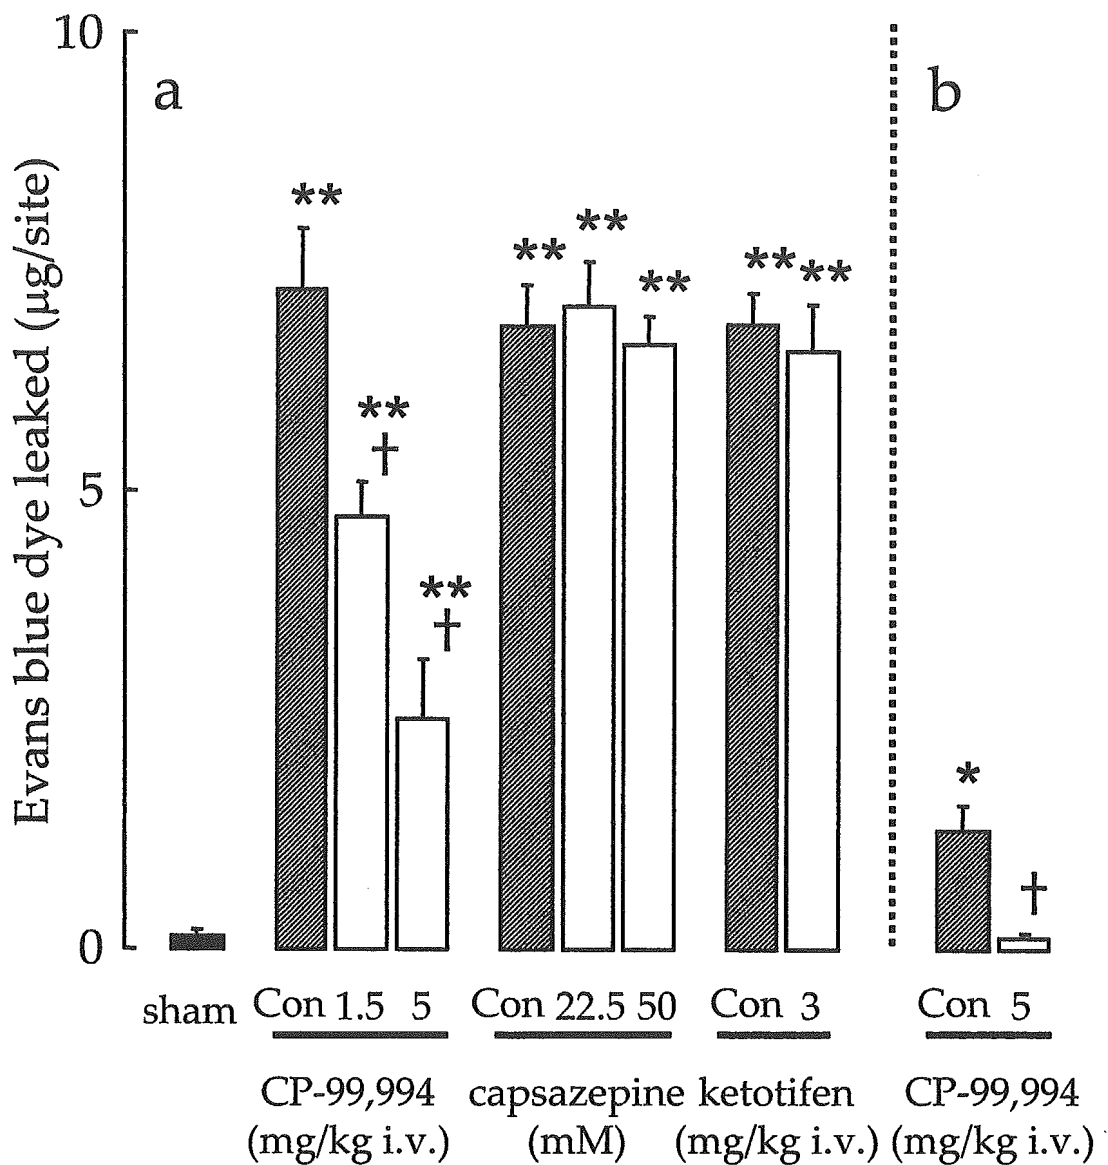 10
a
b
**
**
**
**
**
**
**
†
5
**
†
*
†
0
Evans blue dye leaked (μg/site)
sham Con 1.5 5 Con 22.5 50 Con 3 Con 5
CP-99,994 capsazepine ketotifen CP-99,994
(mg/kg i.v.) (mM) (mg/kg i.v.) (mg/kg i.v.)